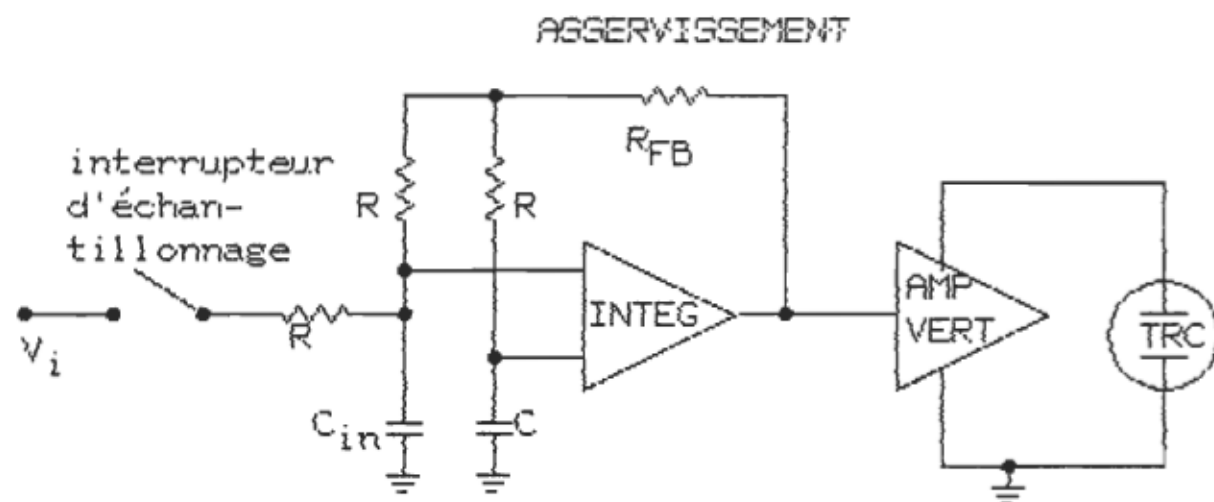 ASSERVISSEMENT
R_FB
interrupteur
d'échan-
tillonnage
R
R
INTEG
AMP
VERT
TRC
V_i
R
C_in
C